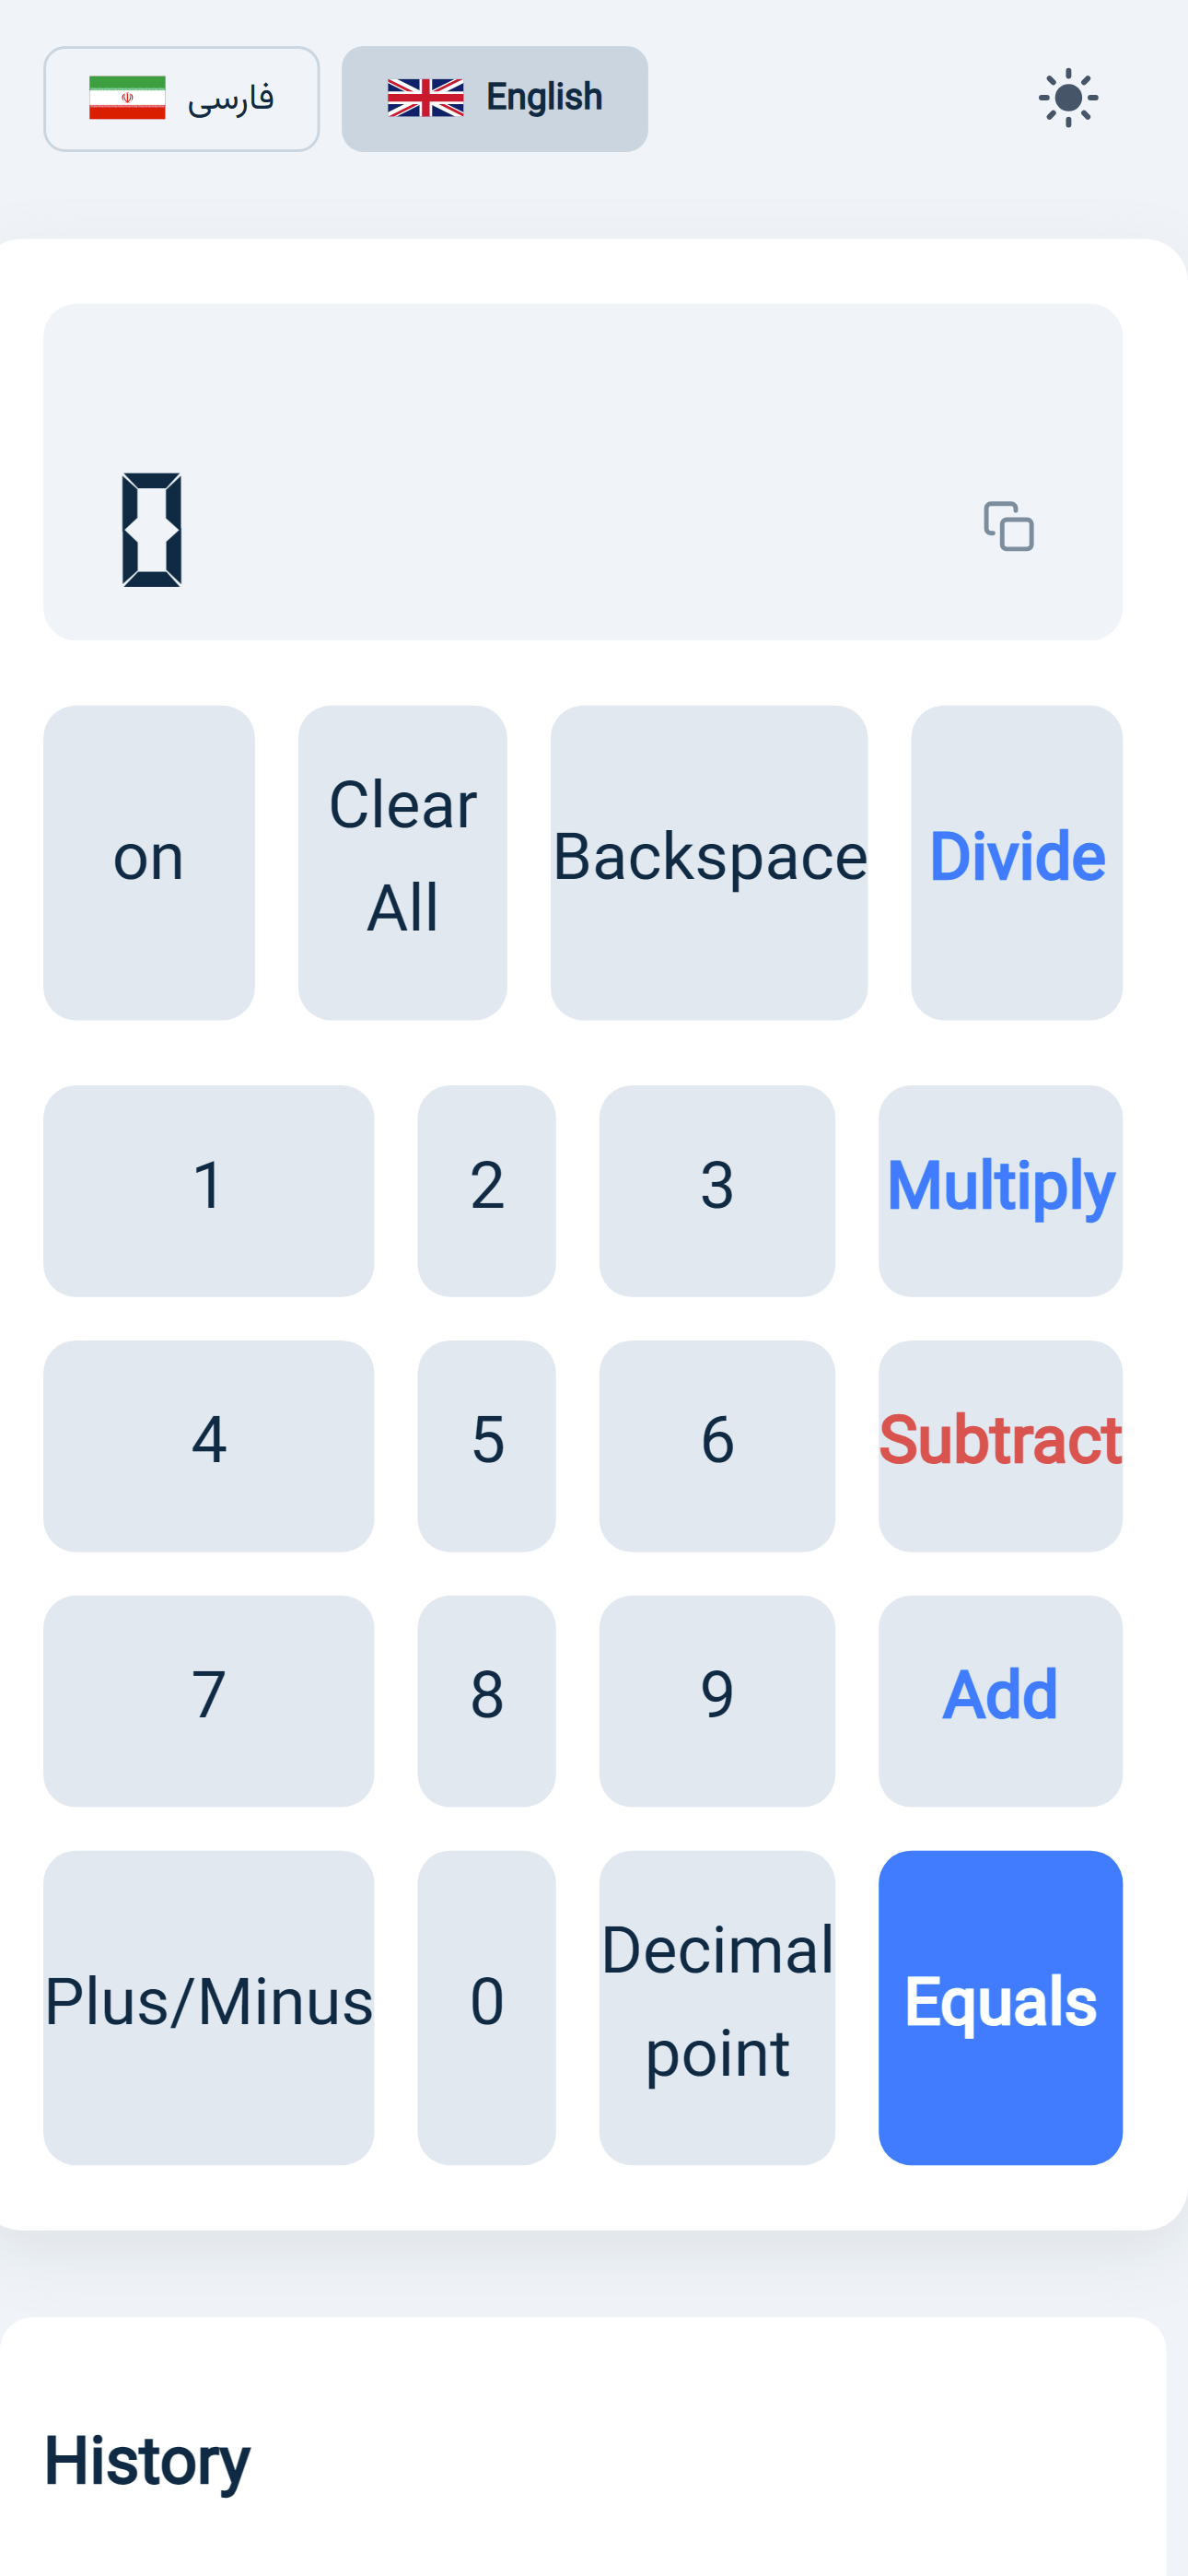 فارسی
English
0
on
Clear
All
Backspace
Divide
1
2
3
Multiply
4
5
6
Subtract
7
8
9
Add
Plus/Minus
0
Decimal
point
Equals
History